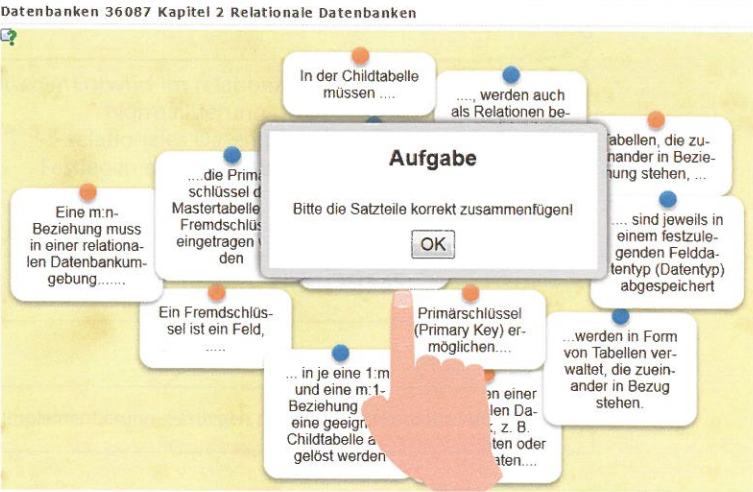 Datenbanken 36087 Kapitel 2 Relationale Datenbanken
In der Childtabelle
müssen ....
...., werden auch
als Relationen be-
Tabellen, die zu-
einander in Bezie-
hung stehen, ...
....die Prim
schlüssel d
Mastertabelle
Fremdschlüs
eingetragen
den
Aufgabe
Bitte die Satzteile korrekt zusammenfügen!
OK
Eine m:n-
Beziehung muss
in einer relationa-
len Datenbankum-
gebung.......
.... sind jeweils in
einem festzule-
genden Feldda-
tentyp (Datentyp)
abgespeichert
Ein Fremdschlüs-
sel ist ein Feld,
.....
Primärschlüssel
(Primary Key) er-
möglichen....
...werden in Form
von Tabellen ver-
waltet, die zuein-
ander in Bezug
stehen.
... in je eine 1:m
und eine m:1-
Beziehung
eine geeign
Childtabelle a
gelöst werden
en einer
len Da-
k, z. B.
ten oder
aten....